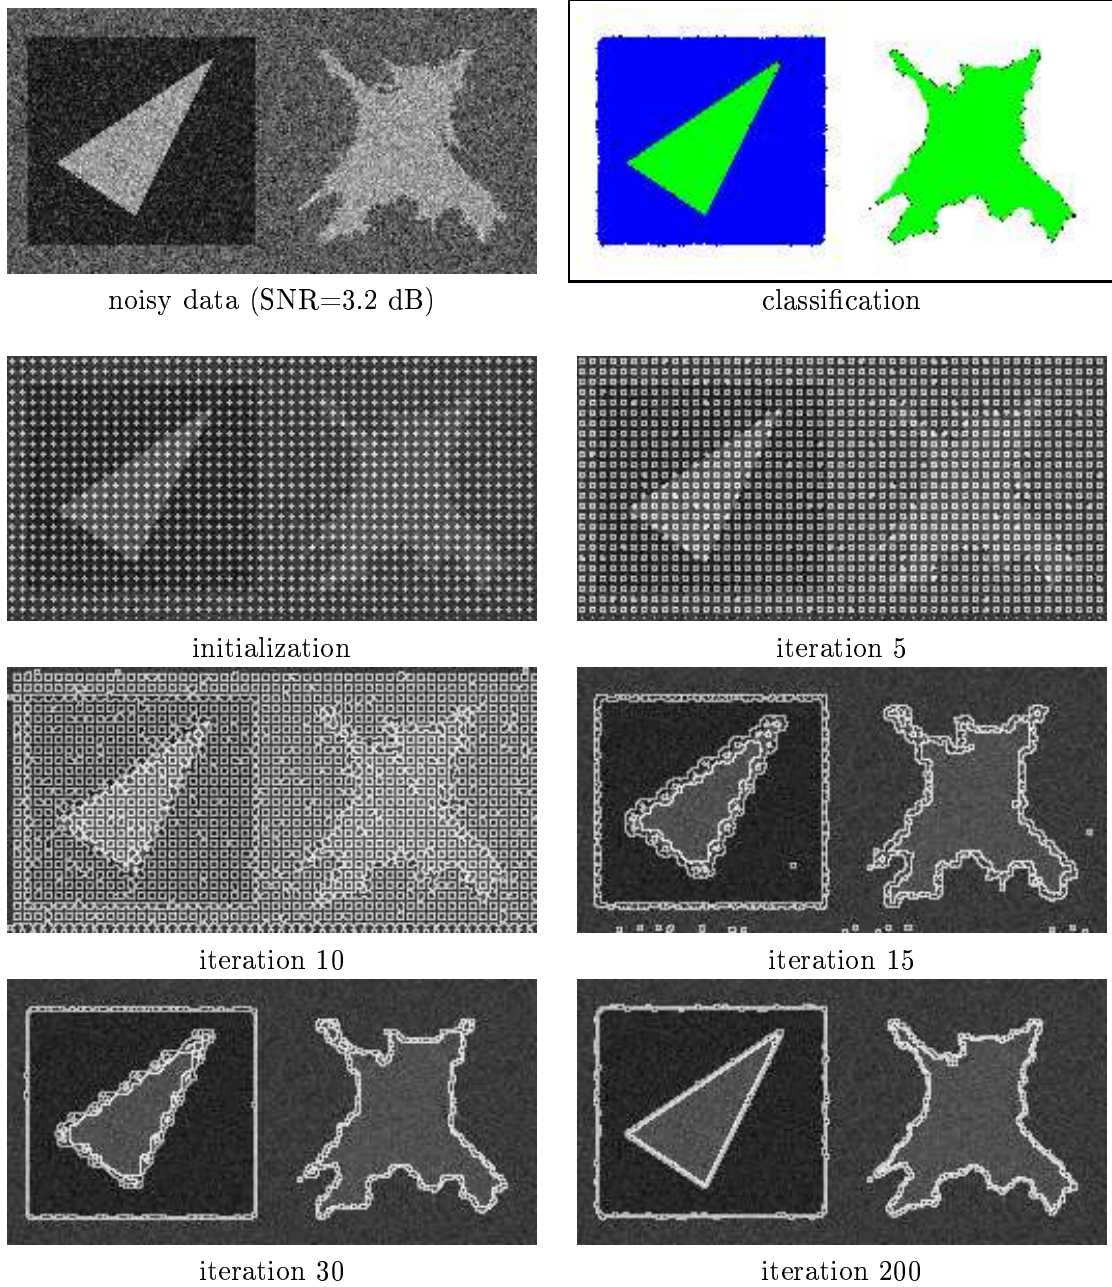 noisy data (SNR=3.2 dB)
classification
initialization
iteration 5
iteration 10
iteration 15
iteration 30
iteration 200